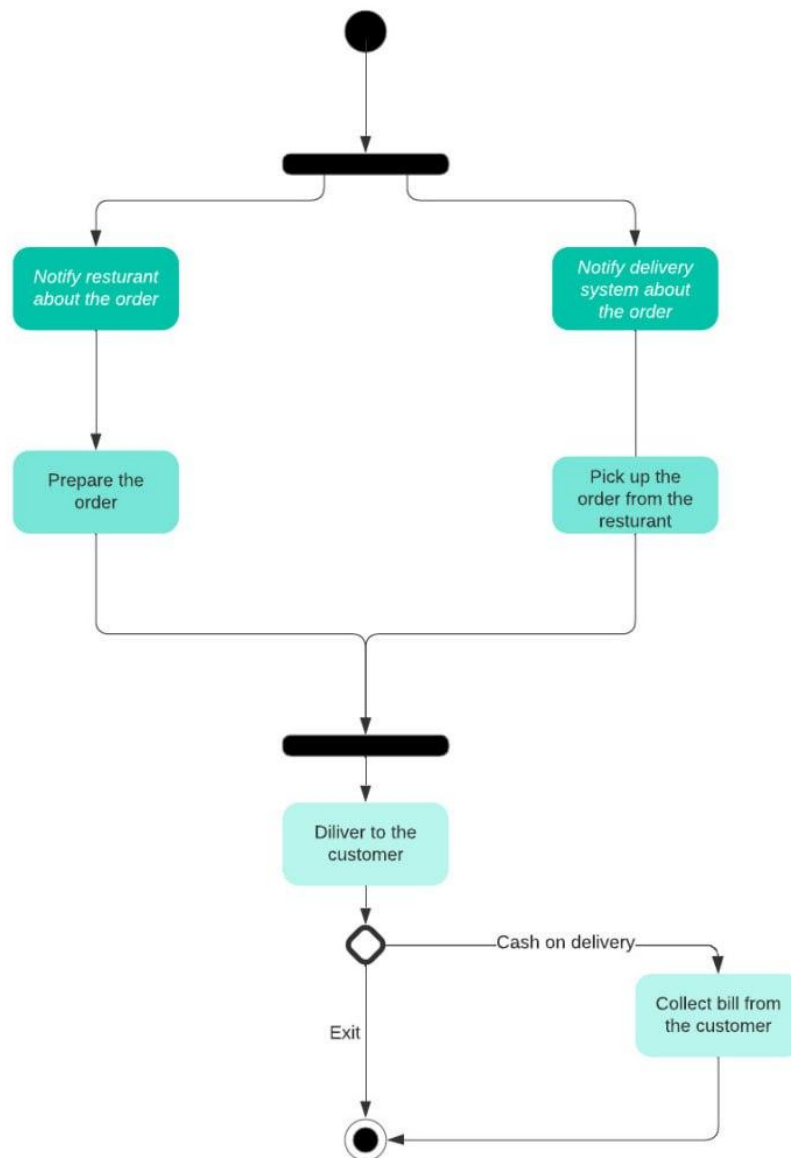 Notify resturant
about the order
Notify delivery
system about
the order
Prepare the
order
Pick up the
order from the
resturant
Diliver to the
customer
Cash on delivery
Collect bill from
the customer
Exit